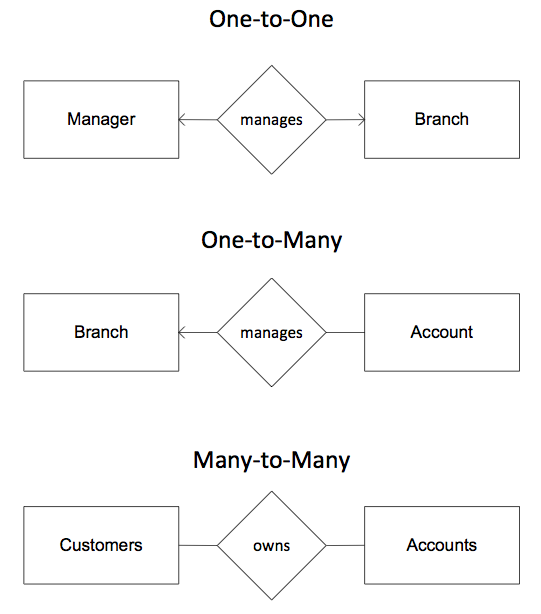 One-to-One
Manager
manages
Branch
One-to-Many
Branch
manages
Account
Many-to-Many
Customers
owns
Accounts